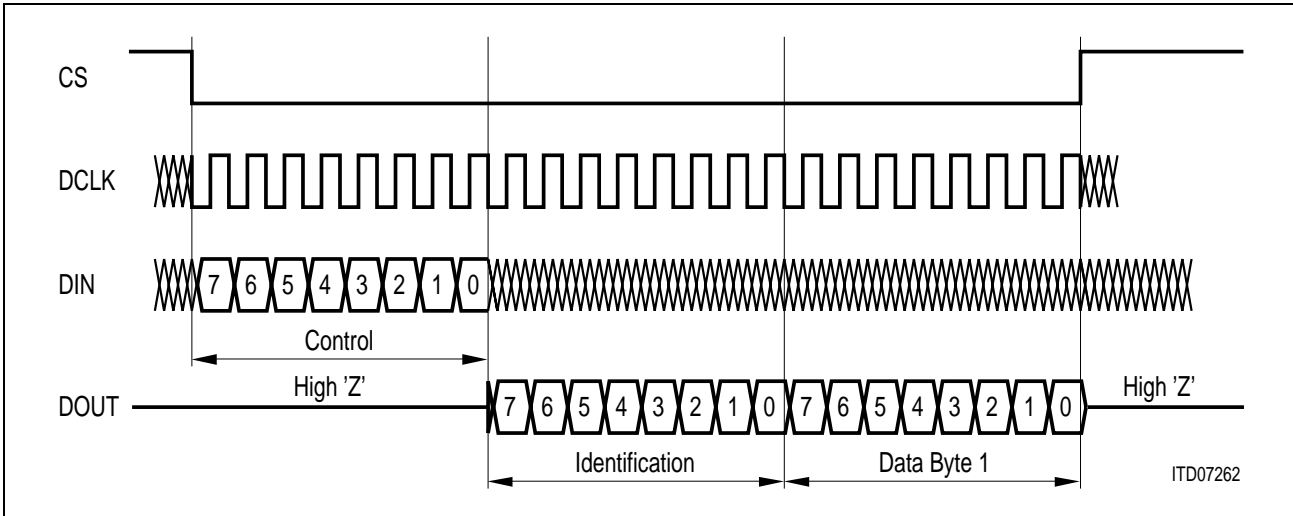 CS
DCLK
DIN 7 6 5 4 3 2 1 0
Control
High 'Z' High 'Z'
DOUT 7 6 5 4 3 2 1 0 7 6 5 4 3 2 1 0
Identification Data Byte 1
ITD07262